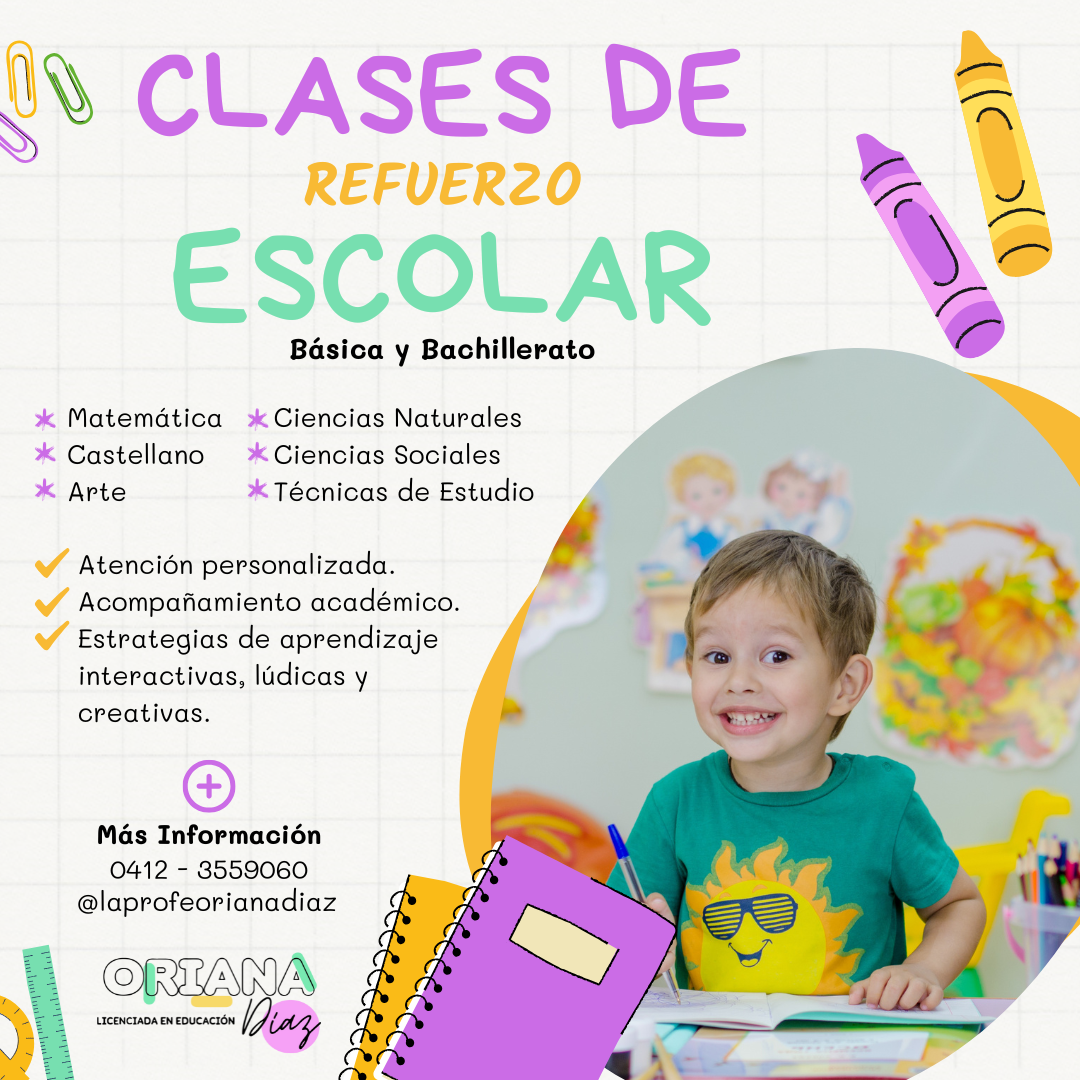 CLASES DE
REFUERZO
ESCOLAR
Básica y Bachillerato
Matemática
Castellano
Arte
Ciencias Naturales
Ciencias Sociales
Técnicas de Estudio
Atención personalizada.
Acompañamiento académico.
Estrategias de aprendizaje
interactivas, lúdicas y
creativas.
Más Información
0412 - 3559060
@laprofeorianadiaz
ORIANA
LICENCIADA EN EDUCACIÓN Díaz